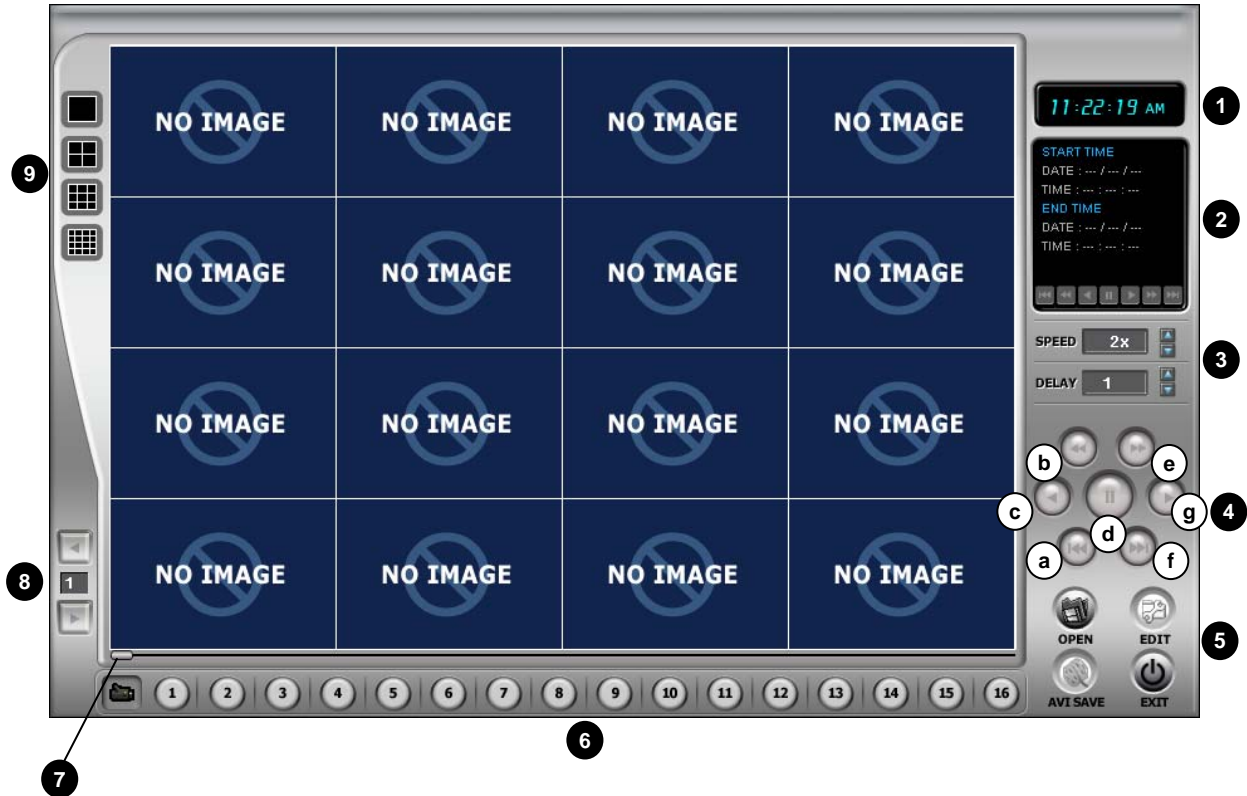 NO IMAGE NO IMAGE NO IMAGE NO IMAGE
NO IMAGE NO IMAGE NO IMAGE NO IMAGE
NO IMAGE NO IMAGE NO IMAGE NO IMAGE
NO IMAGE NO IMAGE NO IMAGE NO IMAGE
9
8
1
7
1 2 3 4 5 6 7 8 9 10 11 12 13 14 15 16
6
11:22:19 AM
1
START TIME
DATE : --- / --- / ---
TIME : --- : --- : ---
END TIME
DATE : --- / --- / ---
TIME : --- : --- : ---
2
SPEED 2x
DELAY 1
3
b e
c d g 4
a f
OPEN EDIT
5
AVI SAVE EXIT